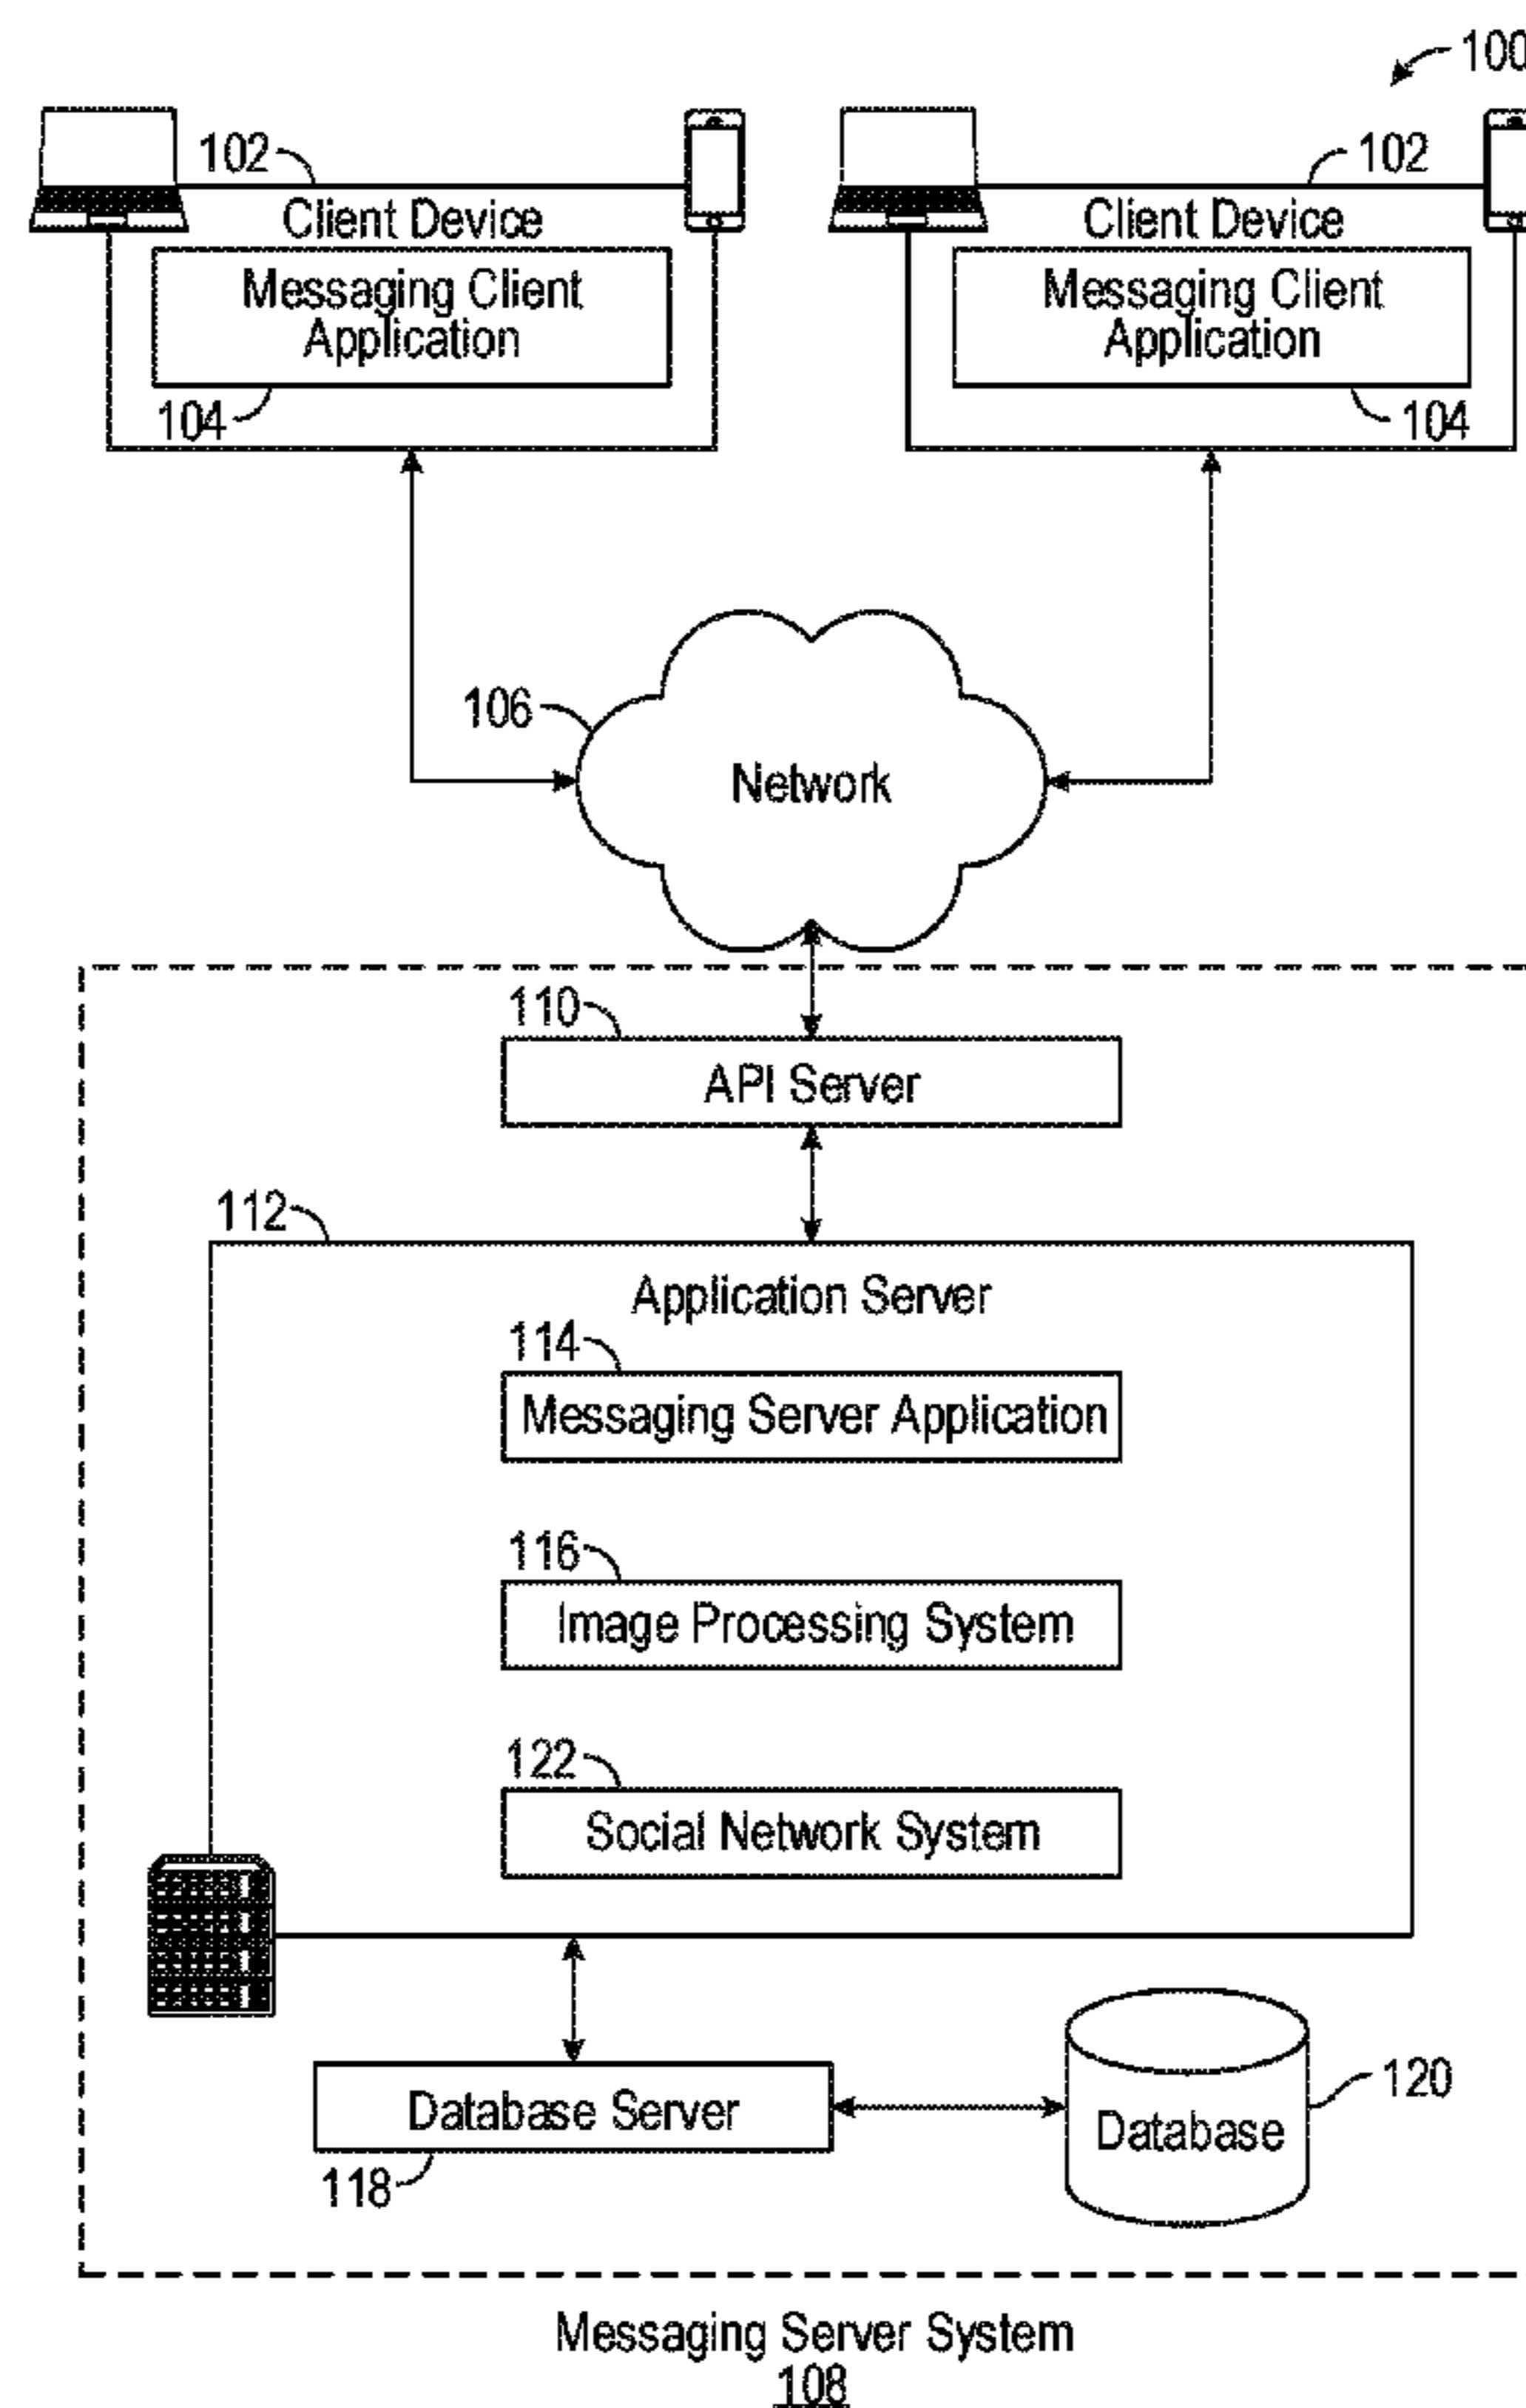 100
102
102
Client Device
Client Device
Messaging Client
Application
Messaging Client
Application
104
104
106
Network
110
API Server
112
Application Server
114
Messaging Server Application
116
Image Processing System
122
Social Network System
Database Server
118
Database
120
Messaging Server System
108